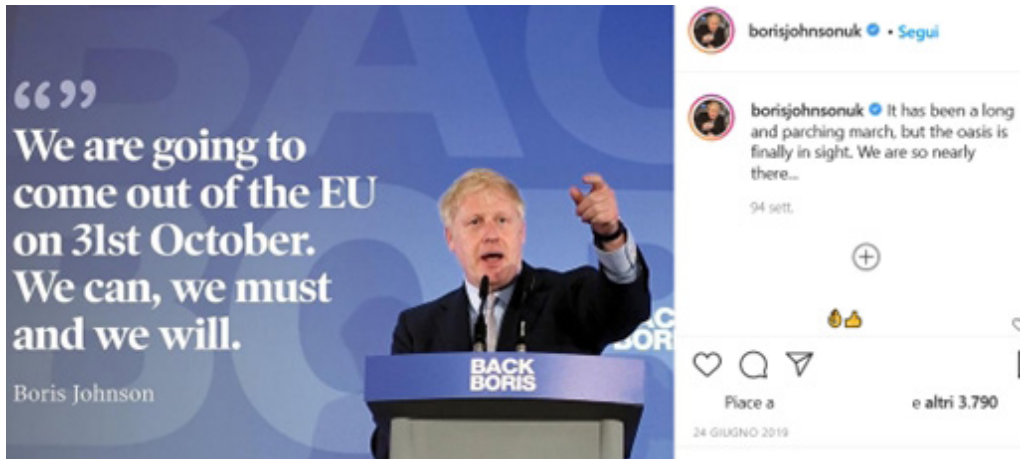 “”
We are going to
come out of the EU
on 31st October.
We can, we must
and we will.
Boris Johnson
BACK
BORIS
borisjohnsonuk • Segui
borisjohnsonuk It has been a long
and parching march, but the oasis is
finally in sight. We are so nearly
there...
94 sett.
Piace a e altri 3.790
24 GIUGNO 2019